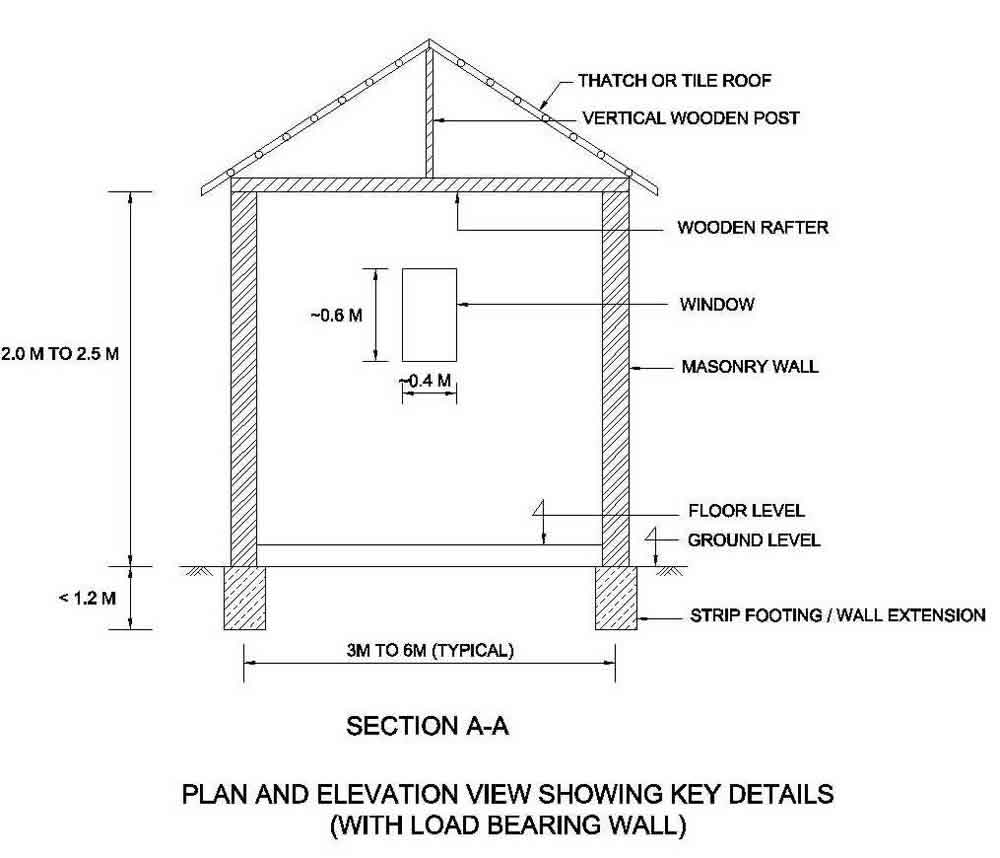 THATCH OR TILE ROOF
VERTICAL WOODEN POST
WOODEN RAFTER
~0.6 M
WINDOW
2.0 M TO 2.5 M
MASONRY WALL
~0.4 M
FLOOR LEVEL
GROUND LEVEL
< 1.2 M
STRIP FOOTING / WALL EXTENSION
3M TO 6M (TYPICAL)
SECTION A-A
PLAN AND ELEVATION VIEW SHOWING KEY DETAILS
(WITH LOAD BEARING WALL)